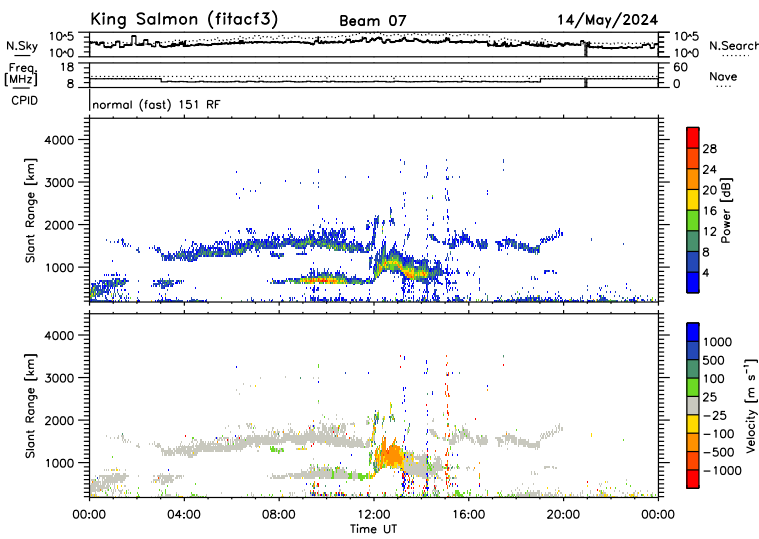 King Salmon (fitacf3) Beam 07 14/May/2024
N.Sky 10^5 10^0 10^5 10^0 N.Search
Freq. [MHz] 18 8 60 0 Nave
CPID normal (fast) 151 RF
Slant Range [km] 4000 3000 2000 1000
28 24 20 16 12 8 4 Power [dB]
Slant Range [km] 4000 3000 2000 1000
1000 500 100 25 -25 -100 -500 -1000 Velocity [m s⁻¹]
00:00 04:00 08:00 12:00 16:00 20:00 00:00
Time UT